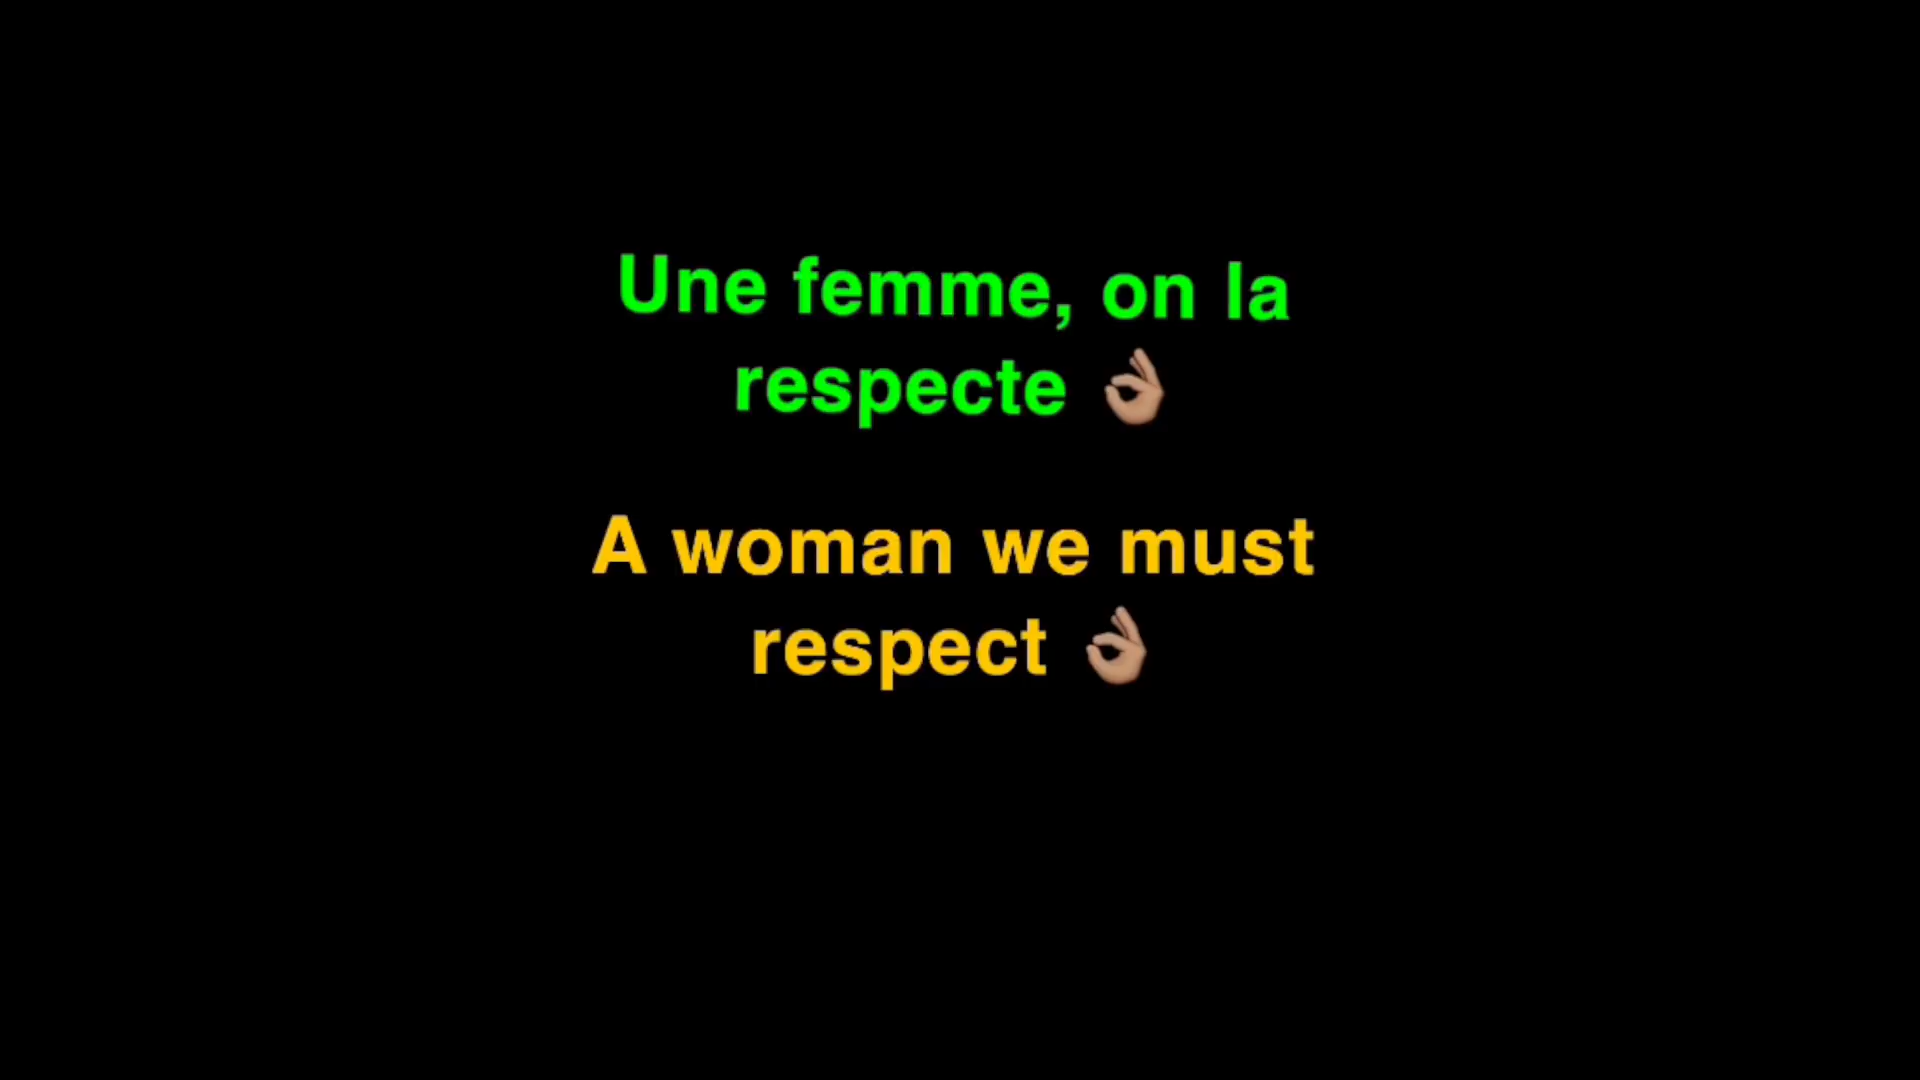 Une femme, on la
respecte 👌🏽
A woman we must
respect 👌🏽